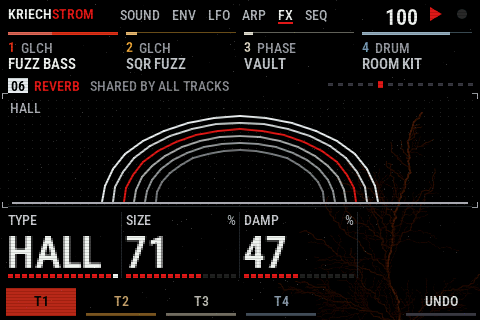 KRIECHSTROM SOUND ENV LFO ARP FX SEQ 100
1 GLCH 2 GLCH 3 PHASE 4 DRUM
FUZZ BASS SQR FUZZ VAULT ROOM KIT
06 REVERB SHARED BY ALL TRACKS
HALL
TYPE SIZE % DAMP %
HALL 71 47
T1 T2 T3 T4 UNDO